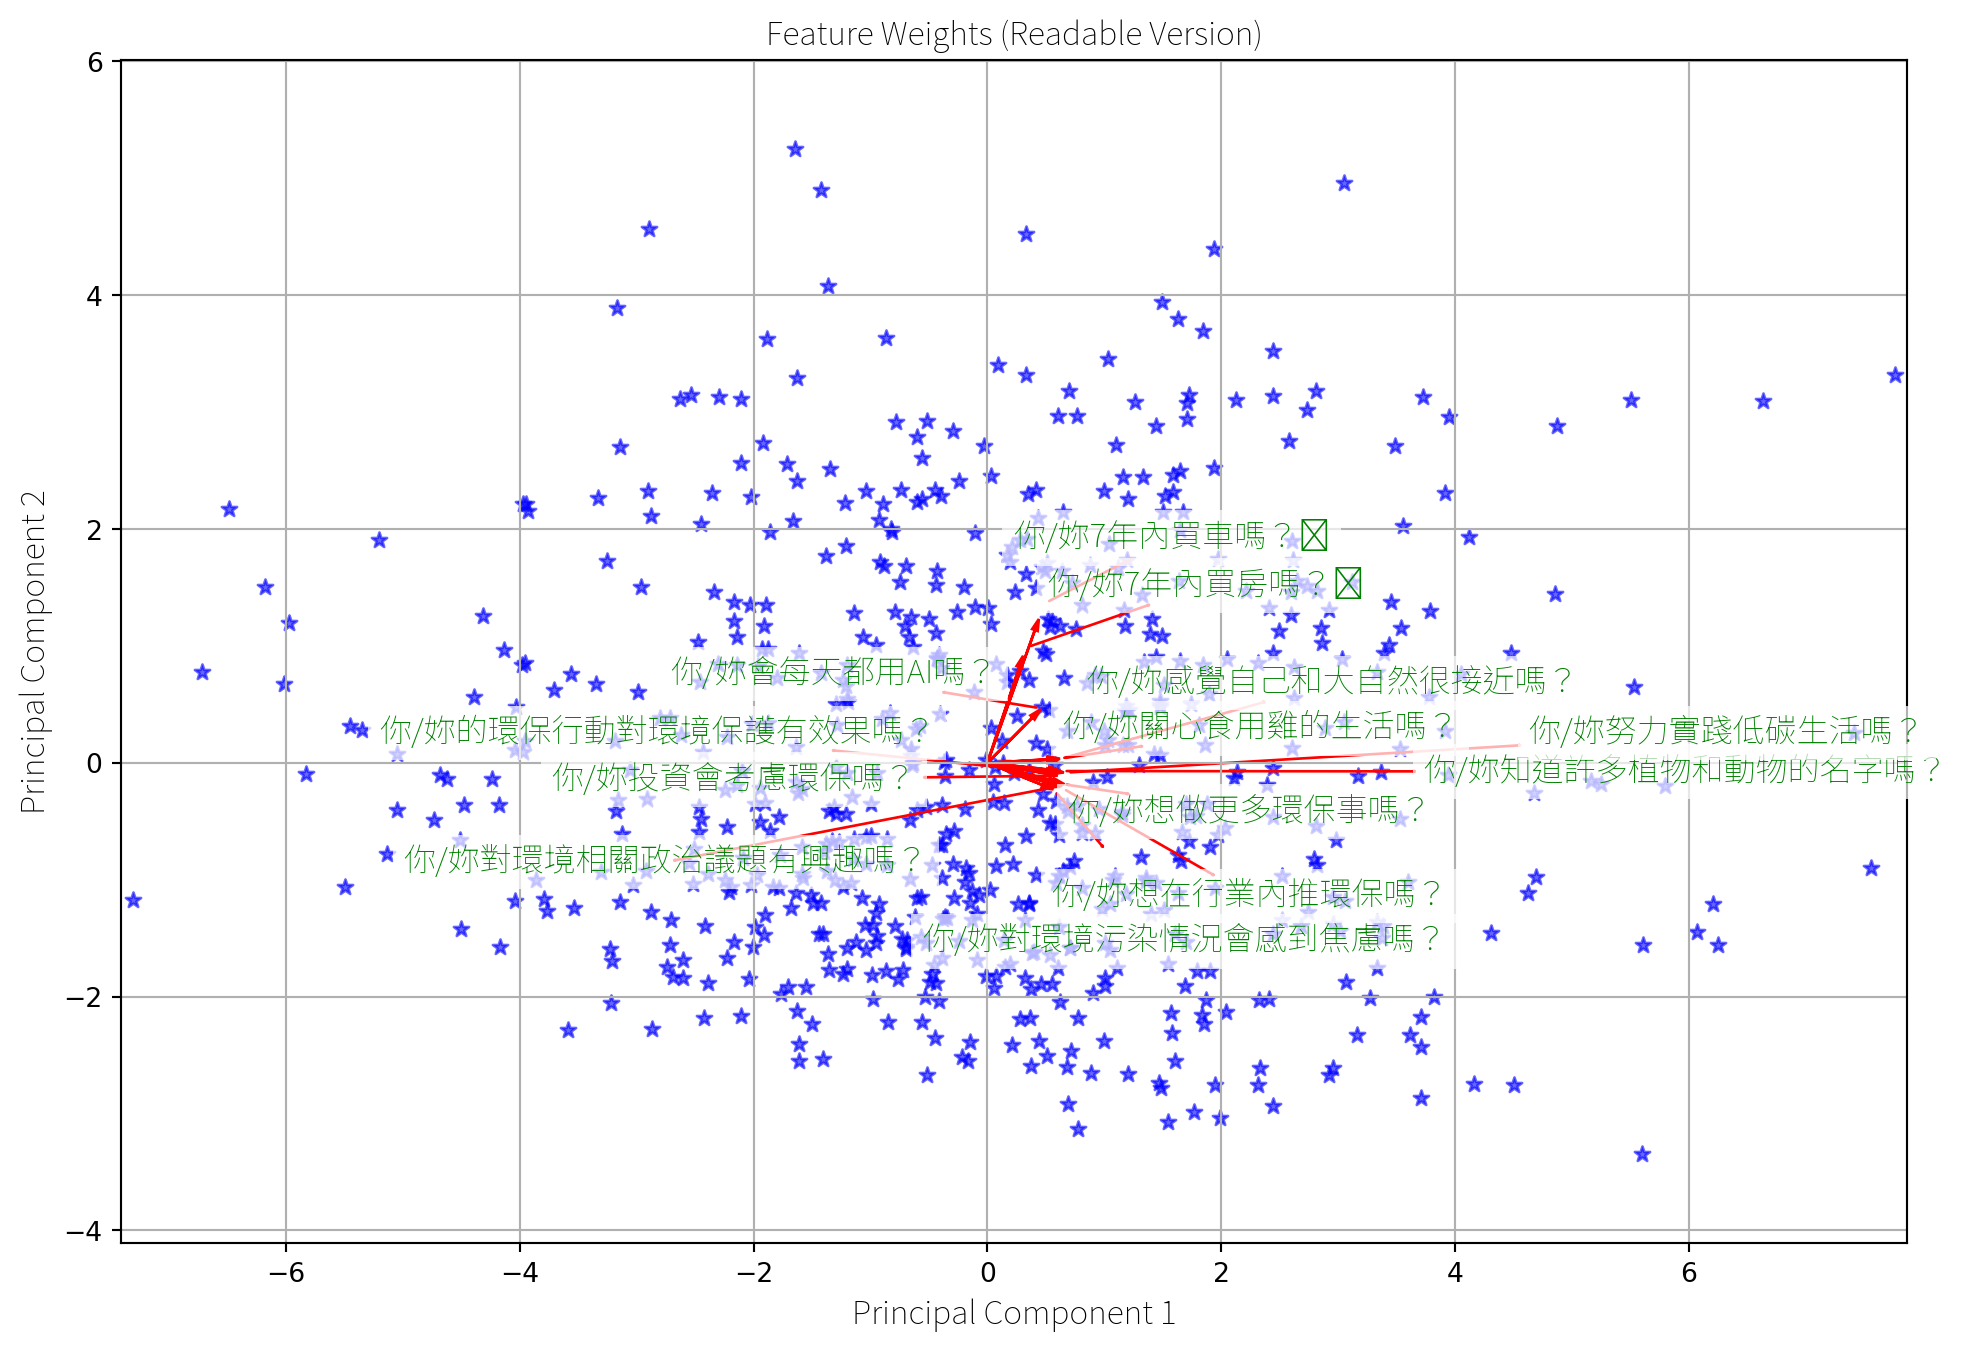 Feature Weights (Readable Version)
6
4
2
0
−2
−4
Principal Component 2
你/妳7年內買車嗎？
你/妳7年內買房嗎？
你/妳會每天都用AI嗎？
你/妳感覺自己和大自然很接近嗎？
你/妳的環保行動對環境保護有效果嗎？
你/妳關心食用雞的生活嗎？
你/妳努力實踐低碳生活嗎？
你/妳投資會考慮環保嗎？
你/妳知道許多植物和動物的名字嗎？
你/妳想做更多環保事嗎？
你/妳對環境相關政治議題有興趣嗎？
你/妳想在行業內推環保嗎？
你/妳對環境污染情況會感到焦慮嗎？
−6 −4 −2 0 2 4 6
Principal Component 1